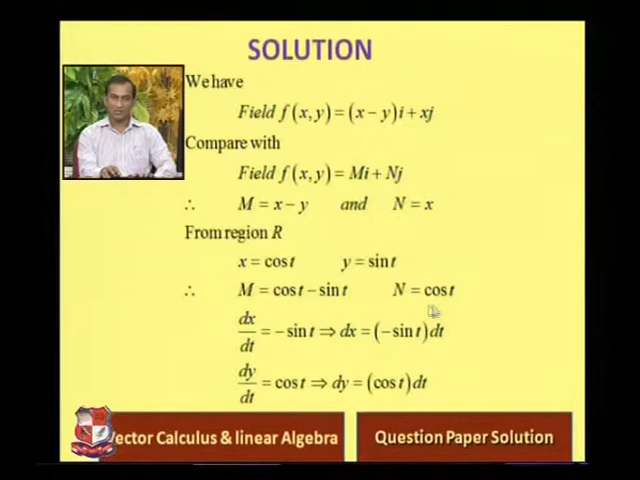 SOLUTION
We have
Field f(x, y) = (x − y)i + xj
Compare with
Field f(x, y) = Mi + Nj
∴ M = x − y and N = x
From region R
x = cos t y = sin t
∴ M = cos t − sin t N = cos t
dx/dt = − sin t ⇒ dx = (− sin t)dt
dy/dt = cos t ⇒ dy = (cos t)dt
ector Calculus & linear Algebra
Question Paper Solution